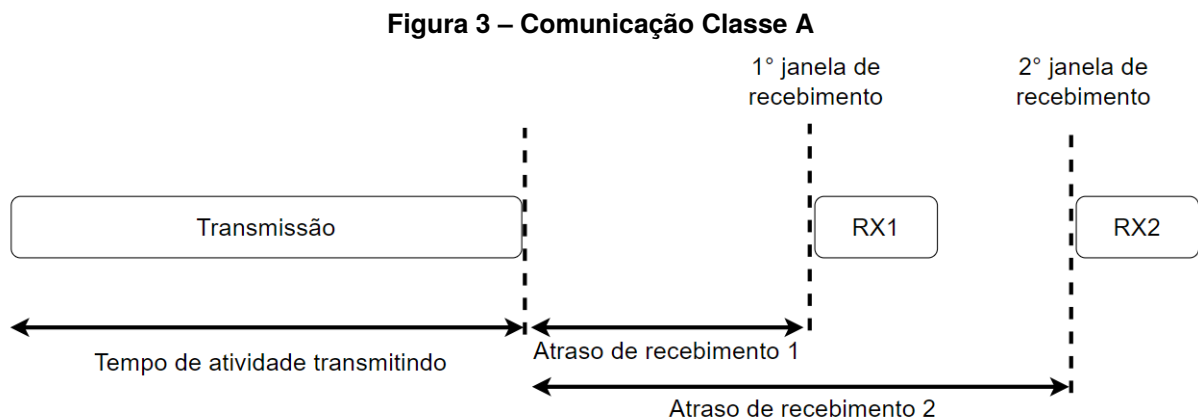 Figura 3 – Comunicação Classe A
1° janela de
recebimento
2° janela de
recebimento
Transmissão
RX1
RX2
Tempo de atividade transmitindo
Atraso de recebimento 1
Atraso de recebimento 2